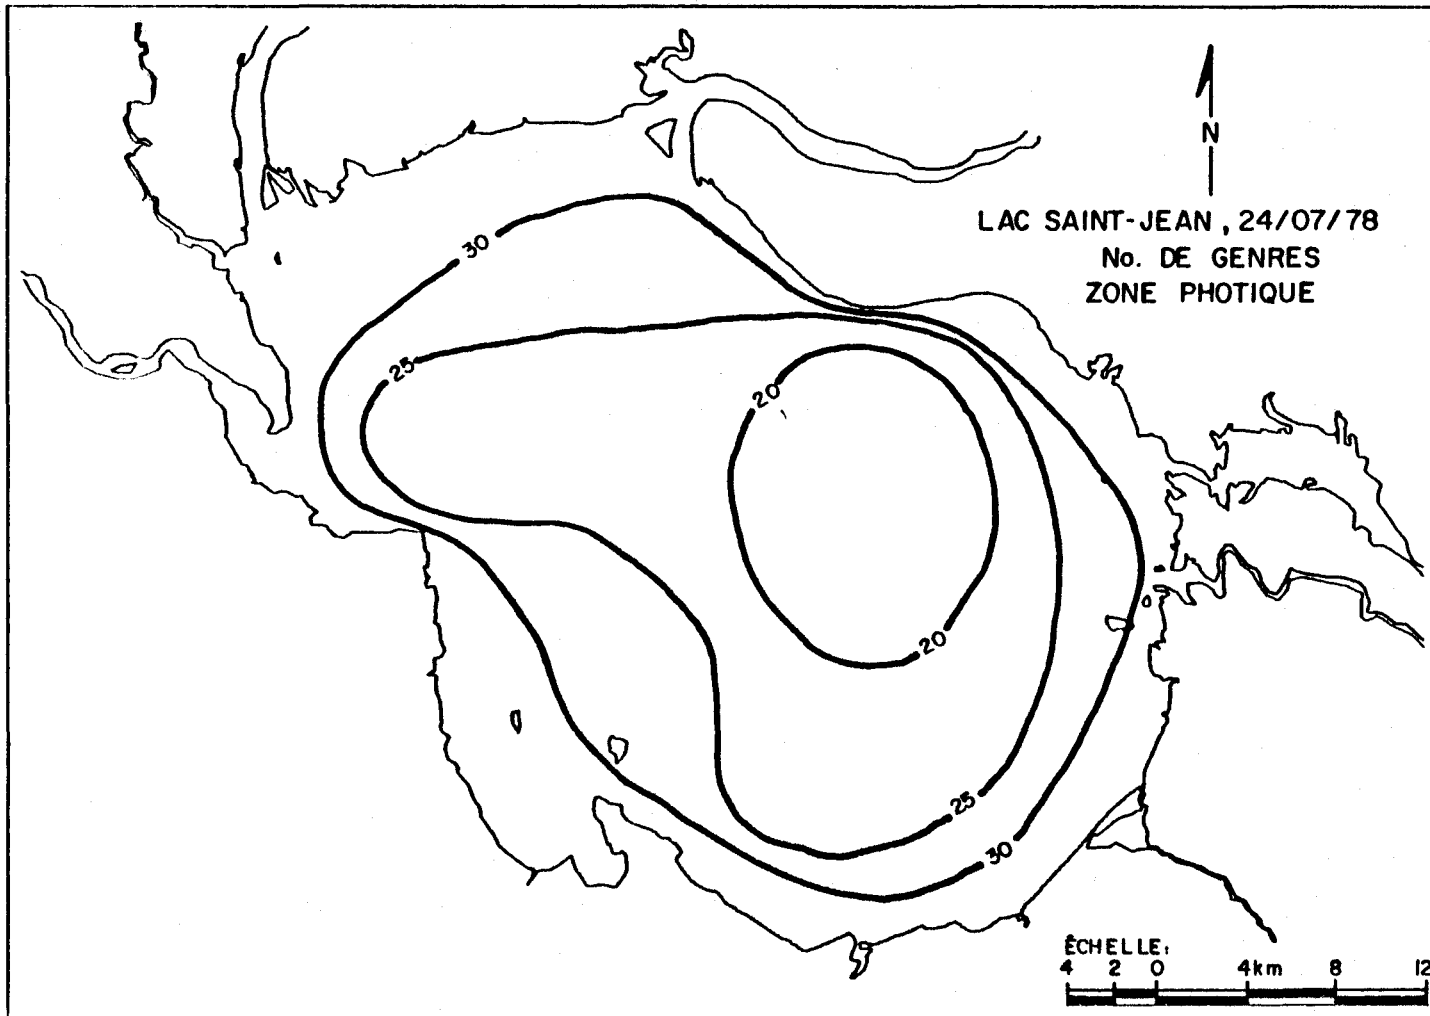 N
LAC SAINT-JEAN, 24/07/78
No. DE GENRES
ZONE PHOTIQUE
30
25
20
20
25
30
ÉCHELLE:
4 2 0 4km 8 12